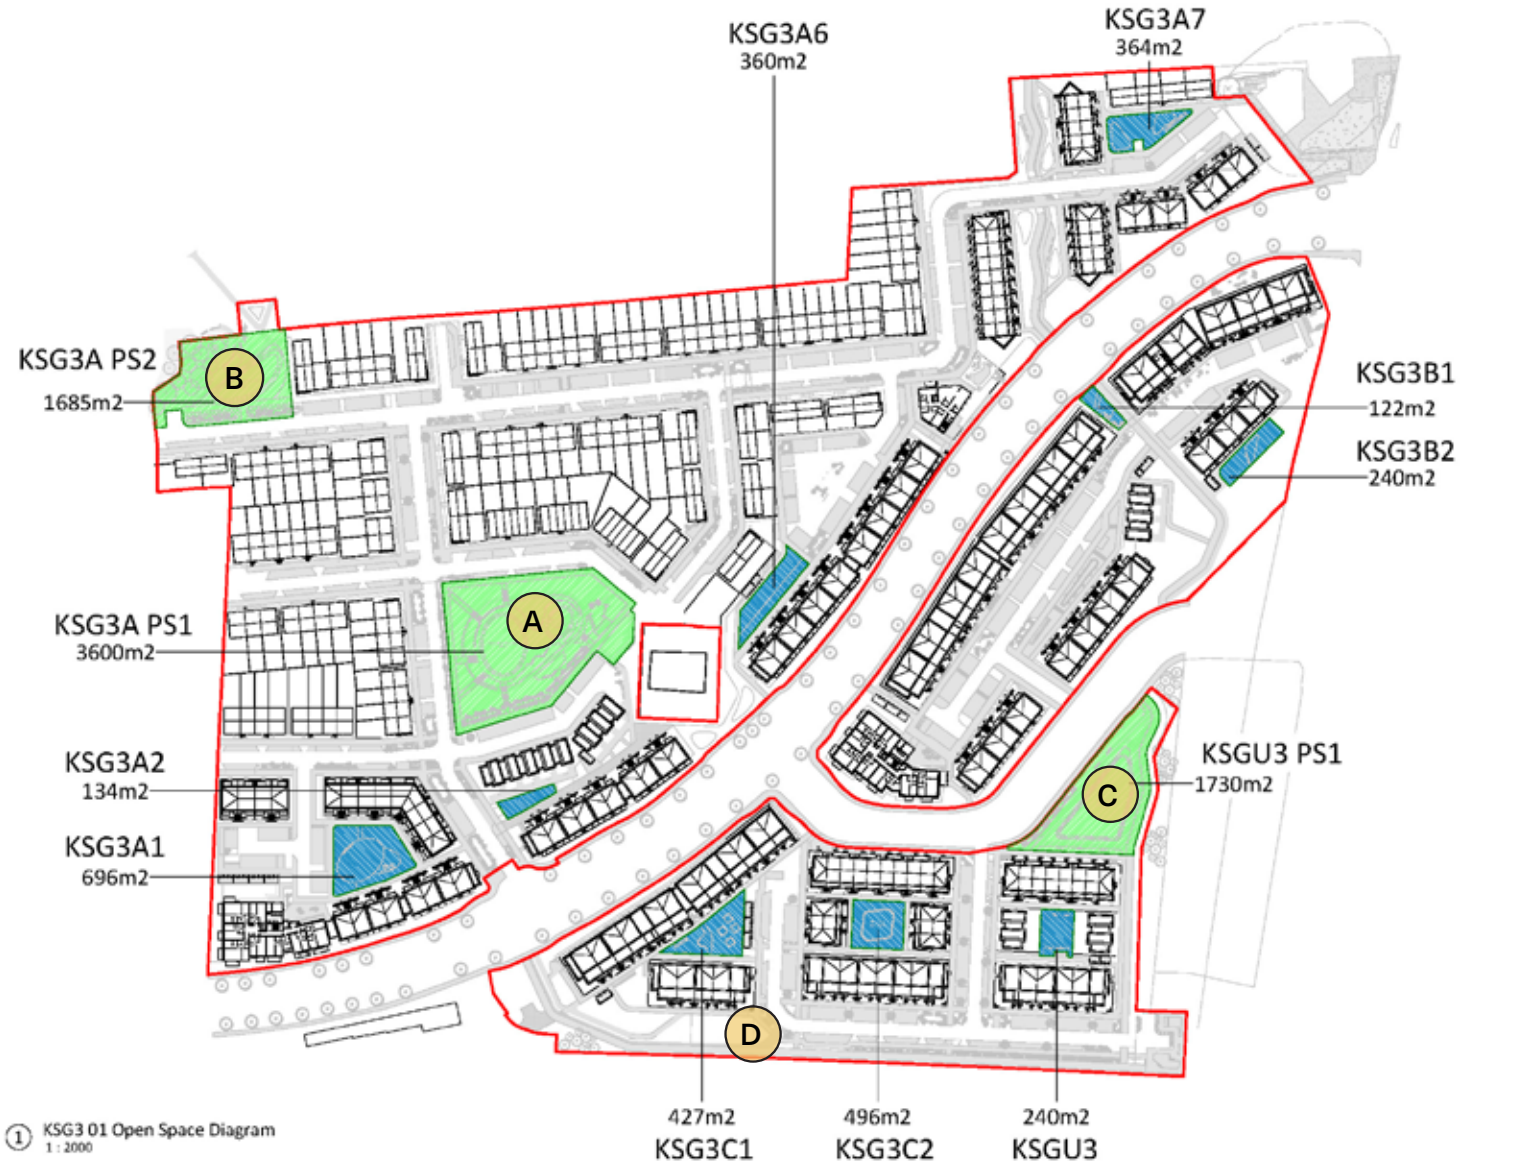 KSG3A6
360m2
KSG3A7
364m2
KSG3A PS2
1685m2
B
KSG3B1
122m2
KSG3B2
240m2
KSG3A PS1
3600m2
A
KSG3A2
134m2
KSG3A1
696m2
KSGU3 PS1
1730m2
C
D
427m2
KSG3C1
496m2
KSG3C2
240m2
KSGU3
1 KSG3 01 Open Space Diagram
1 : 2000